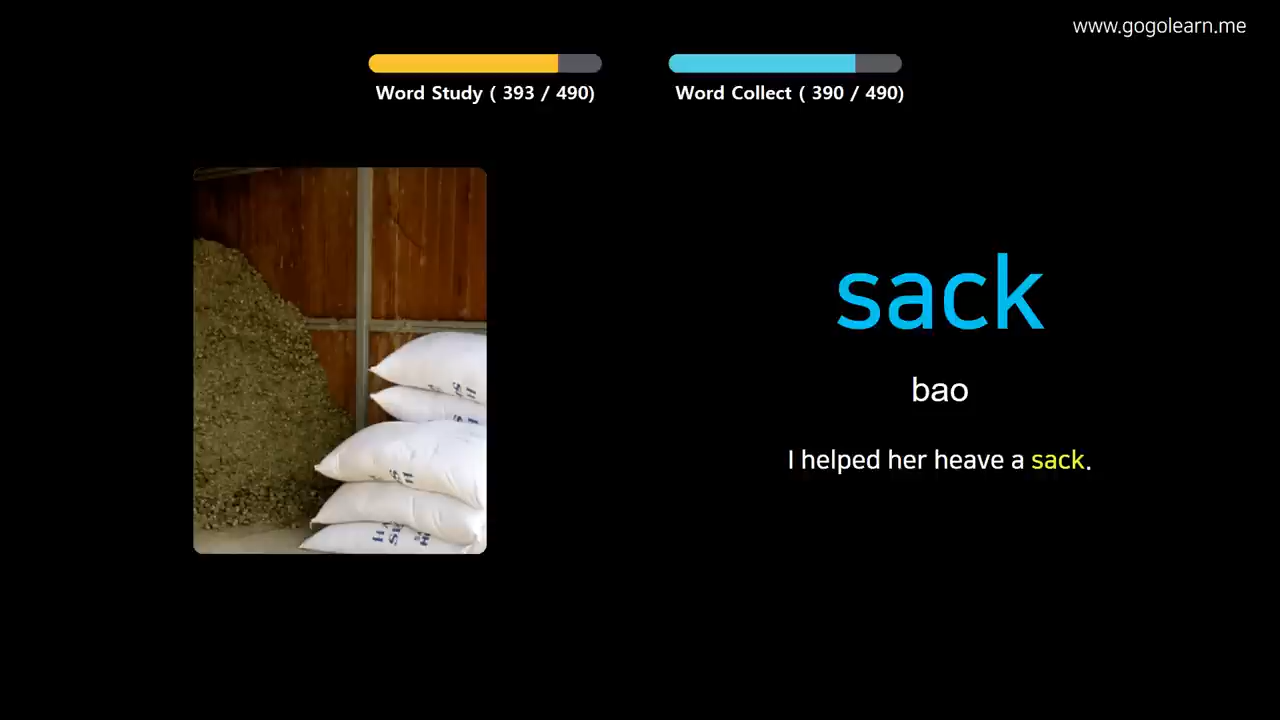 www.gogolearn.me
Word Study ( 393 / 490)
Word Collect ( 390 / 490)
sack
bao
I helped her heave a sack.